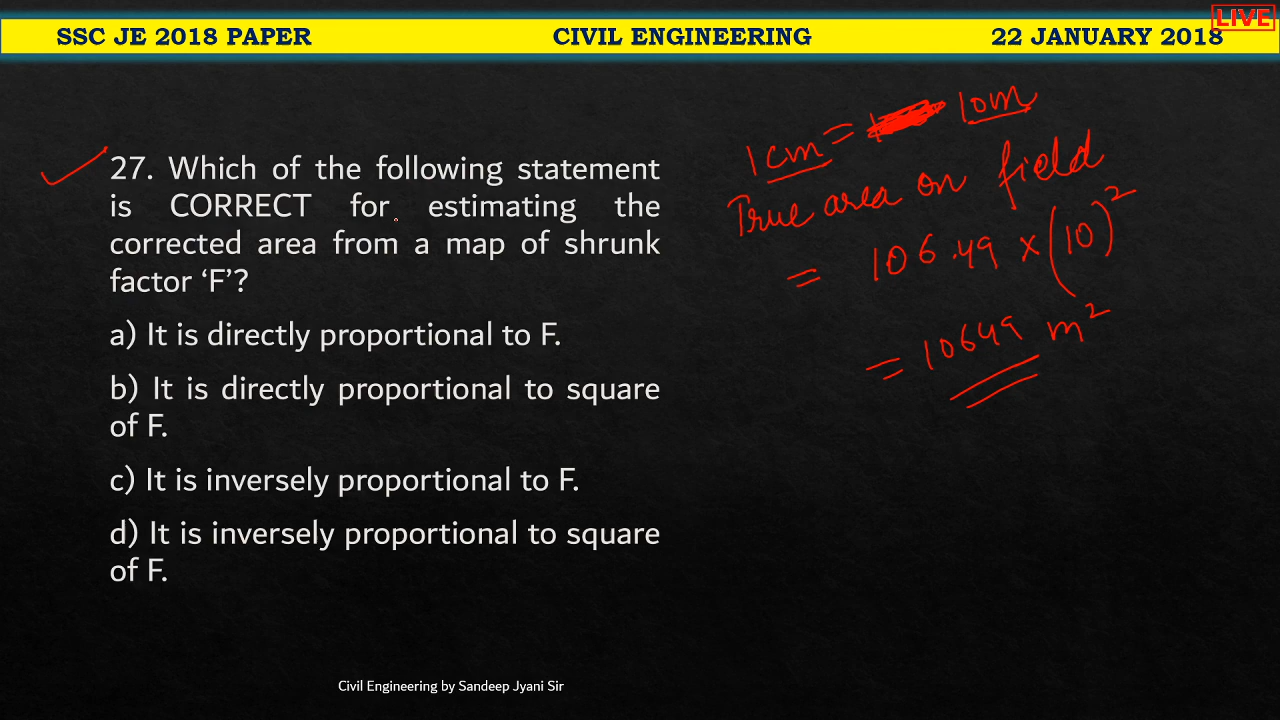 LIVE
SSC JE 2018 PAPER CIVIL ENGINEERING 22 JANUARY 2018
27. Which of the following statement
is CORRECT for estimating the
corrected area from a map of shrunk
factor ‘F’?
a) It is directly proportional to F.
b) It is directly proportional to square
of F.
c) It is inversely proportional to F.
d) It is inversely proportional to square
of F.
1cm = 10m
True area on field
= 106.49 × (10)²
= 10649 m²
Civil Engineering by Sandeep Jyani Sir